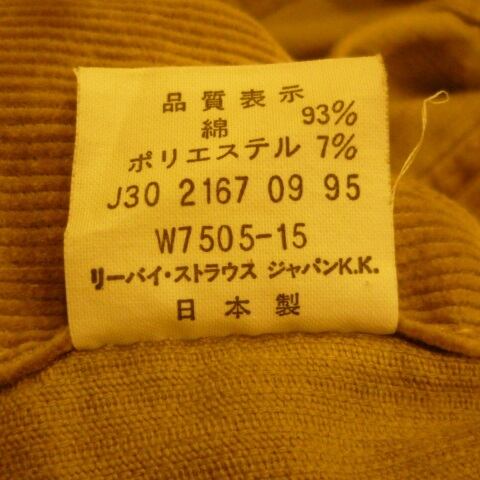 品質表示
綿 93%
ポリエステル 7%
J30 2167 09 95
W7505-15
リーバイ・ストラウス ジャパンK.K.
日本製